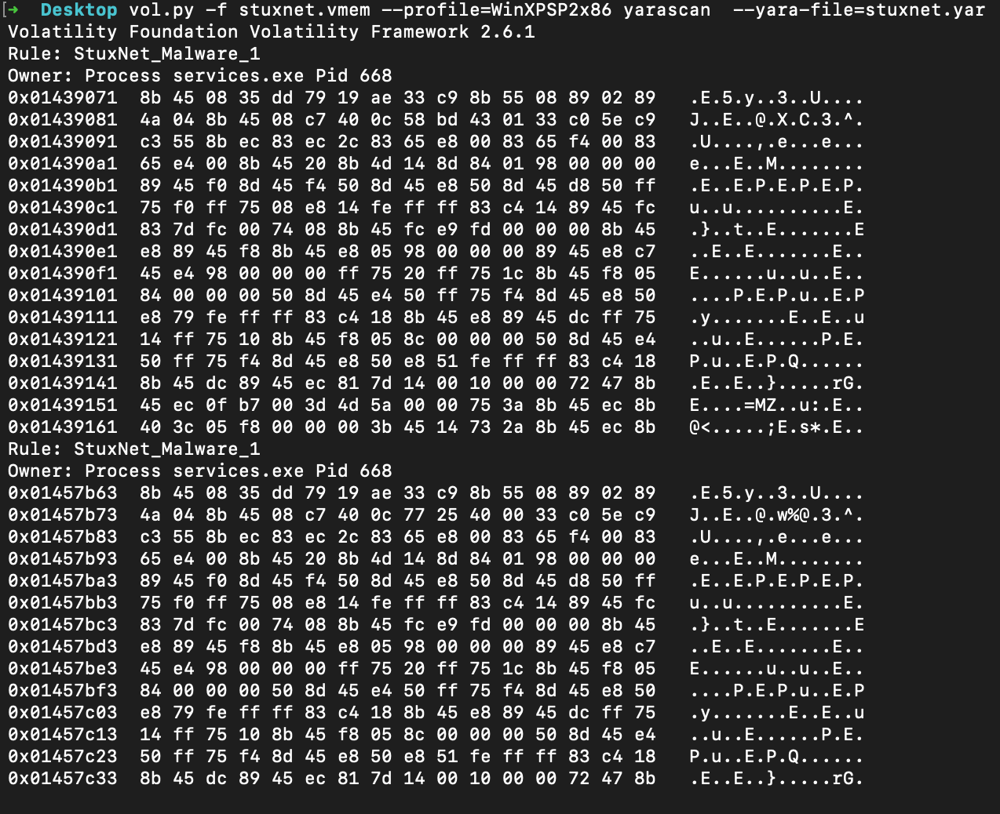 [➜  Desktop vol.py -f stuxnet.vmem --profile=WinXPSP2x86 yarascan  --yara-file=stuxnet.yar
Volatility Foundation Volatility Framework 2.6.1
Rule: StuxNet_Malware_1
Owner: Process services.exe Pid 668
0x01439071  8b 45 08 35 dd 79 19 ae 33 c9 8b 55 08 89 02 89   .E.5.y..3..U....
0x01439081  4a 04 8b 45 08 c7 40 0c 58 bd 43 01 33 c0 5e c9   J..E..@.X.C.3.^.
0x01439091  c3 55 8b ec 83 ec 2c 83 65 e8 00 83 65 f4 00 83   .U....,.e...e...
0x014390a1  65 e4 00 8b 45 20 8b 4d 14 8d 84 01 98 00 00 00   e...E..M........
0x014390b1  89 45 f0 8d 45 f4 50 8d 45 e8 50 8d 45 d8 50 ff   .E..E.P.E.P.E.P.
0x014390c1  75 f0 ff 75 08 e8 14 fe ff ff 83 c4 14 89 45 fc   u..u..........E.
0x014390d1  83 7d fc 00 74 08 8b 45 fc e9 fd 00 00 00 8b 45   .}..t..E.......E
0x014390e1  e8 89 45 f8 8b 45 e8 05 98 00 00 00 89 45 e8 c7   ..E..E.......E..
0x014390f1  45 e4 98 00 00 00 ff 75 20 ff 75 1c 8b 45 f8 05   E......u..u..E..
0x01439101  84 00 00 00 50 8d 45 e4 50 ff 75 f4 8d 45 e8 50   ....P.E.P.u..E.P
0x01439111  e8 79 fe ff ff 83 c4 18 8b 45 e8 89 45 dc ff 75   .y.......E..E..u
0x01439121  14 ff 75 10 8b 45 f8 05 8c 00 00 00 50 8d 45 e4   ..u..E......P.E.
0x01439131  50 ff 75 f4 8d 45 e8 50 e8 51 fe ff ff 83 c4 18   P.u..E.P.Q......
0x01439141  8b 45 dc 89 45 ec 81 7d 14 00 10 00 00 72 47 8b   .E..E..}.....rG.
0x01439151  45 ec 0f b7 00 3d 4d 5a 00 00 75 3a 8b 45 ec 8b   E....=MZ..u:.E..
0x01439161  40 3c 05 f8 00 00 00 3b 45 14 73 2a 8b 45 ec 8b   @<.....;E.s*.E..
Rule: StuxNet_Malware_1
Owner: Process services.exe Pid 668
0x01457b63  8b 45 08 35 dd 79 19 ae 33 c9 8b 55 08 89 02 89   .E.5.y..3..U....
0x01457b73  4a 04 8b 45 08 c7 40 0c 77 25 40 00 33 c0 5e c9   J..E..@.w%@.3.^.
0x01457b83  c3 55 8b ec 83 ec 2c 83 65 e8 00 83 65 f4 00 83   .U....,.e...e...
0x01457b93  65 e4 00 8b 45 20 8b 4d 14 8d 84 01 98 00 00 00   e...E..M........
0x01457ba3  89 45 f0 8d 45 f4 50 8d 45 e8 50 8d 45 d8 50 ff   .E..E.P.E.P.E.P.
0x01457bb3  75 f0 ff 75 08 e8 14 fe ff ff 83 c4 14 89 45 fc   u..u..........E.
0x01457bc3  83 7d fc 00 74 08 8b 45 fc e9 fd 00 00 00 8b 45   .}..t..E.......E
0x01457bd3  e8 89 45 f8 8b 45 e8 05 98 00 00 00 89 45 e8 c7   ..E..E.......E..
0x01457be3  45 e4 98 00 00 00 ff 75 20 ff 75 1c 8b 45 f8 05   E......u..u..E..
0x01457bf3  84 00 00 00 50 8d 45 e4 50 ff 75 f4 8d 45 e8 50   ....P.E.P.u..E.P
0x01457c03  e8 79 fe ff ff 83 c4 18 8b 45 e8 89 45 dc ff 75   .y.......E..E..u
0x01457c13  14 ff 75 10 8b 45 f8 05 8c 00 00 00 50 8d 45 e4   ..u..E......P.E.
0x01457c23  50 ff 75 f4 8d 45 e8 50 e8 51 fe ff ff 83 c4 18   P.u..E.P.Q......
0x01457c33  8b 45 dc 89 45 ec 81 7d 14 00 10 00 00 72 47 8b   .E..E..}.....rG.